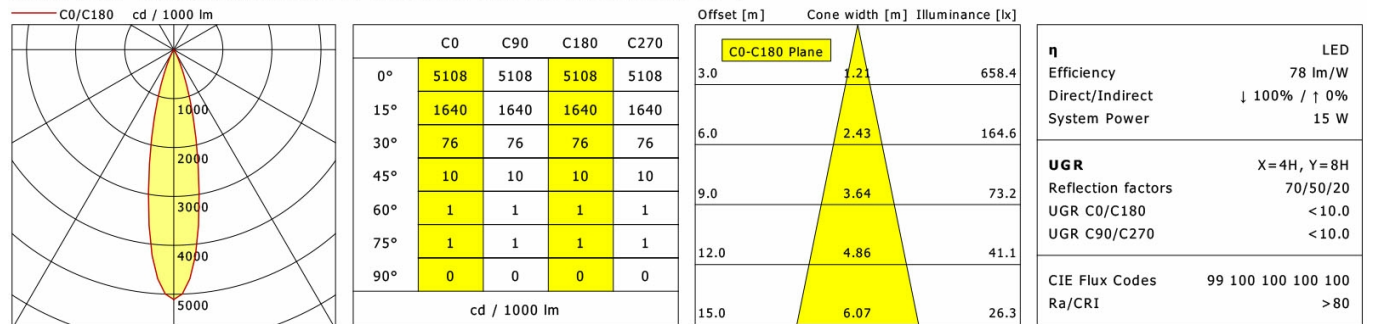 C0/C180 cd / 1000 lm
1000
2000
3000
4000
5000
C0 C90 C180 C270
0° 5108 5108 5108 5108
15° 1640 1640 1640 1640
30° 76 76 76 76
45° 10 10 10 10
60° 1 1 1 1
75° 1 1 1 1
90° 0 0 0 0
cd / 1000 lm
Offset [m] Cone width [m] Illuminance [lx]
C0-C180 Plane
3.0 1.21 658.4
6.0 2.43 164.6
9.0 3.64 73.2
12.0 4.86 41.1
15.0 6.07 26.3
η LED
Efficiency 78 lm/W
Direct/Indirect ↓ 100% / ↑ 0%
System Power 15 W
UGR X=4H, Y=8H
Reflection factors 70/50/20
UGR C0/C180 <10.0
UGR C90/C270 <10.0
CIE Flux Codes 99 100 100 100 100
Ra/CRI >80